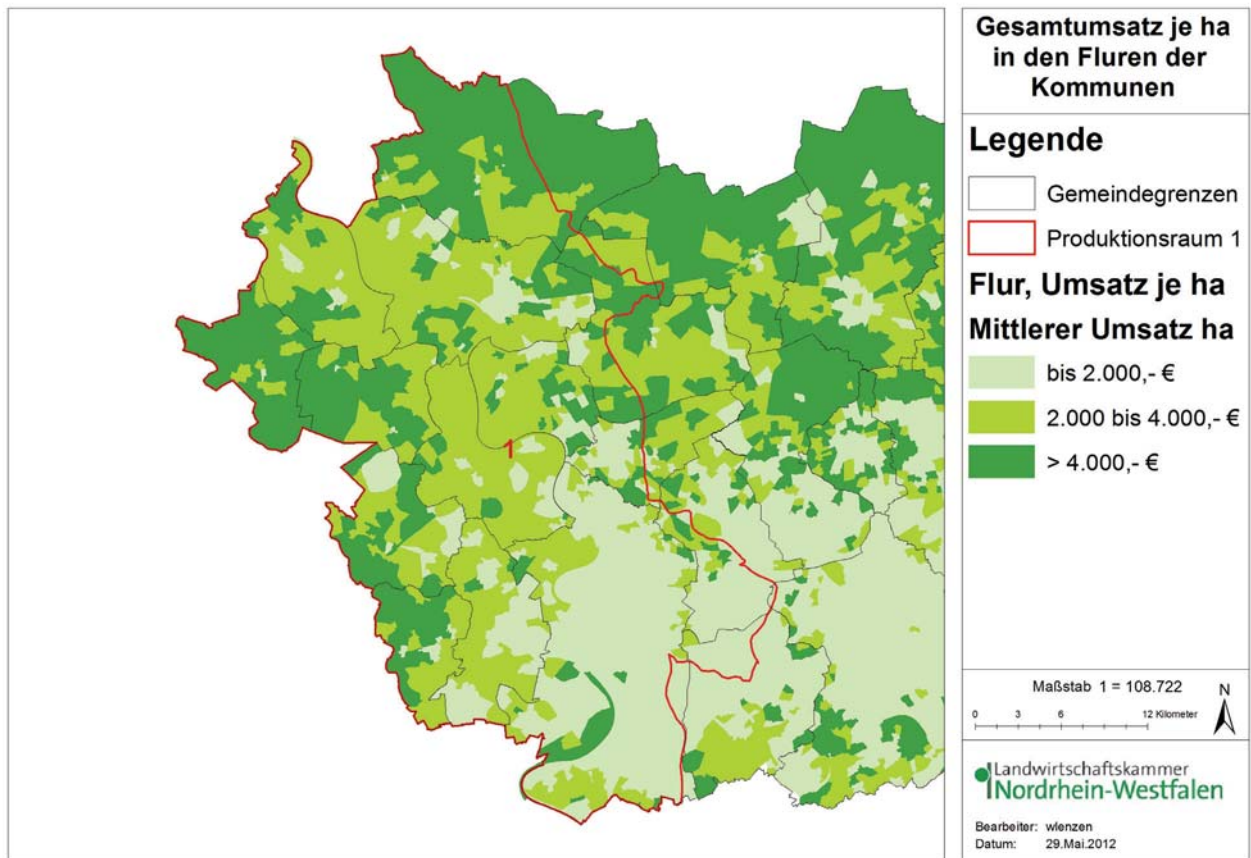 Gesamtumsatz je ha
in den Fluren der
Kommunen
Legende
Gemeindegrenzen
Produktionsraum 1
Flur, Umsatz je ha
Mittlerer Umsatz ha
bis 2.000,- €
2.000 bis 4.000,- €
> 4.000,- €
1
Maßstab 1 = 108.722
N
0 3 6 12 Kilometer
Landwirtschaftskammer
Nordrhein-Westfalen
Bearbeiter: wlenzen
Datum: 29.Mai.2012